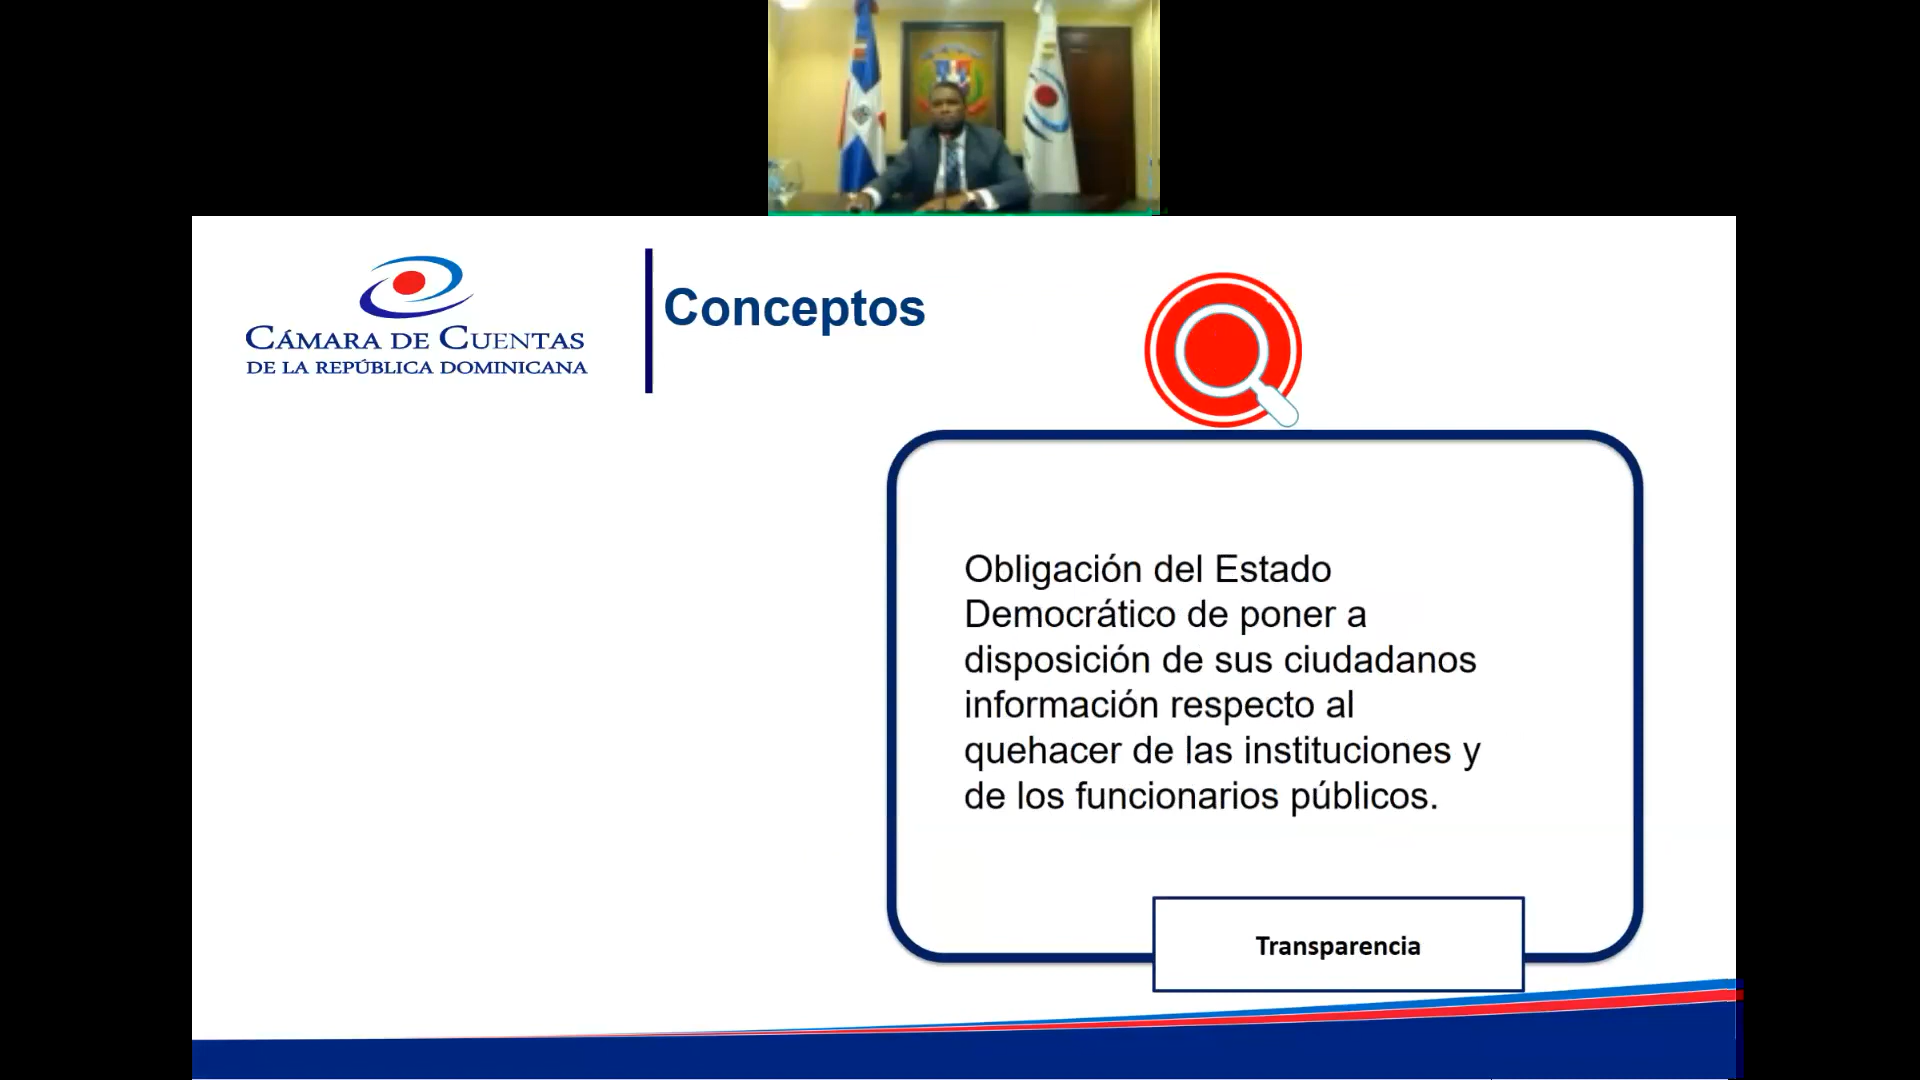 CÁMARA DE CUENTAS
DE LA REPÚBLICA DOMINICANA
Conceptos
Obligación del Estado
Democrático de poner a
disposición de sus ciudadanos
información respecto al
quehacer de las instituciones y
de los funcionarios públicos.
Transparencia